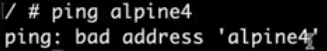 / # ping alpine4
ping: bad address 'alpine4'